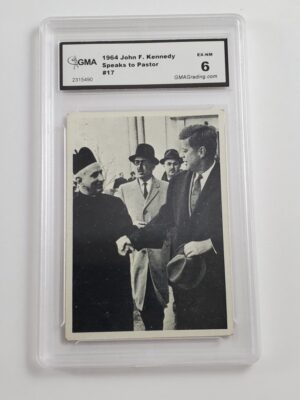 GMA
2315490
1964 John F. Kennedy
Speaks to Pastor
#17
EX-NM
6
GMAGrading.com